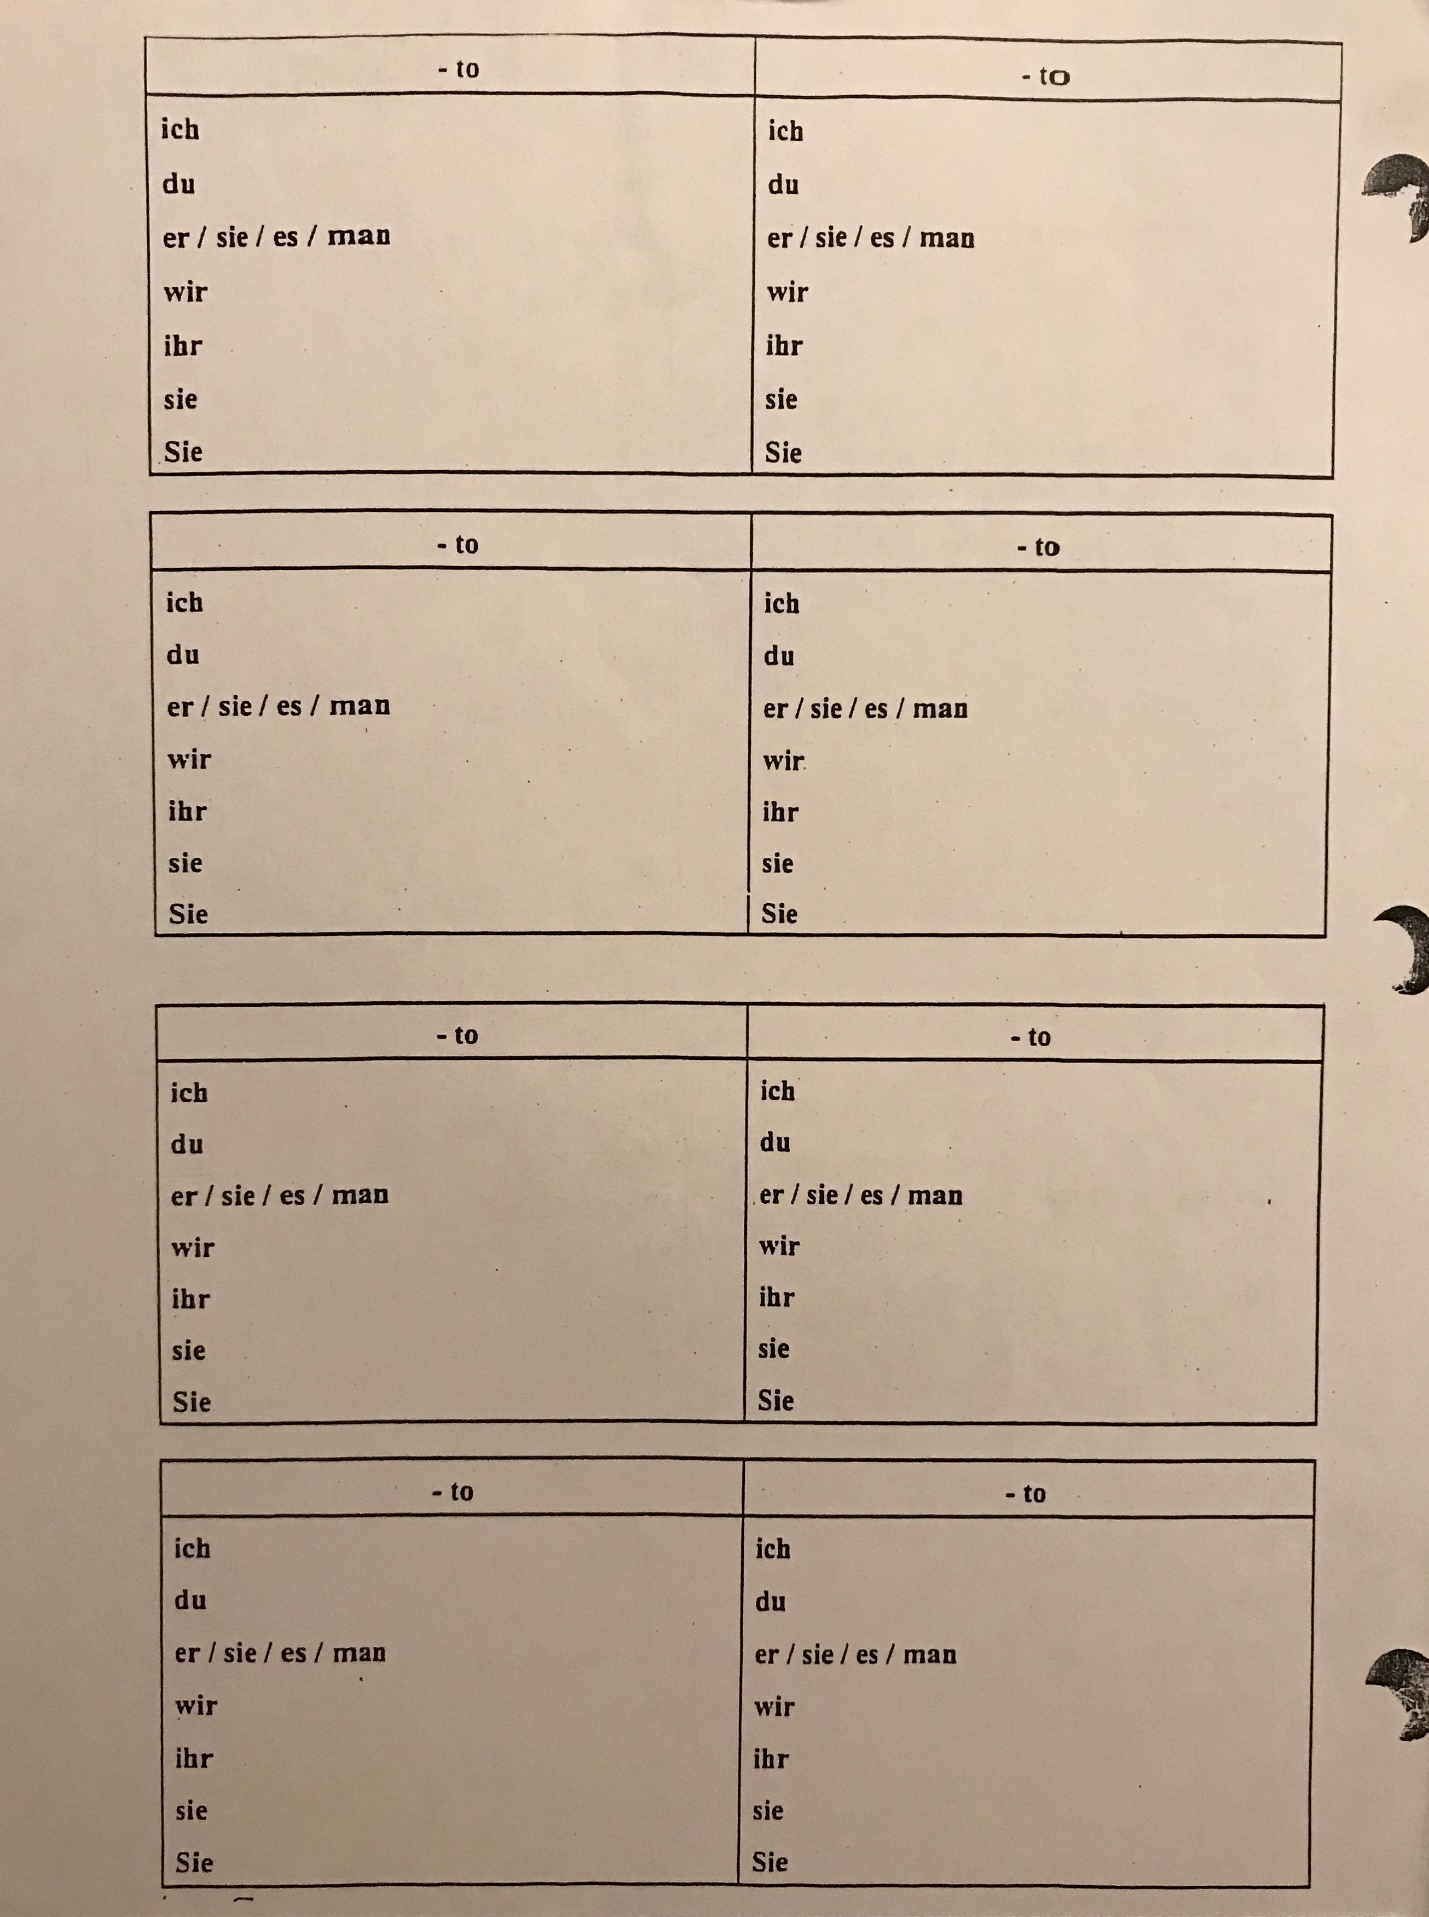 - to
- to
ich
ich
du
du
er / sie / es / man
er / sie / es / man
wir
wir
ihr
ihr
sie
sie
Sie
Sie
- to
- to
ich
ich
du
du
er / sie / es / man
er / sie / es / man
wir
wir
ihr
ihr
sie
sie
Sie
Sie
- to
- to
ich
ich
du
du
er / sie / es / man
er / sie / es / man
wir
wir
ihr
ihr
sie
sie
Sie
Sie
- to
- to
ich
ich
du
du
er / sie / es / man
er / sie / es / man
wir
wir
ihr
ihr
sie
sie
Sie
Sie